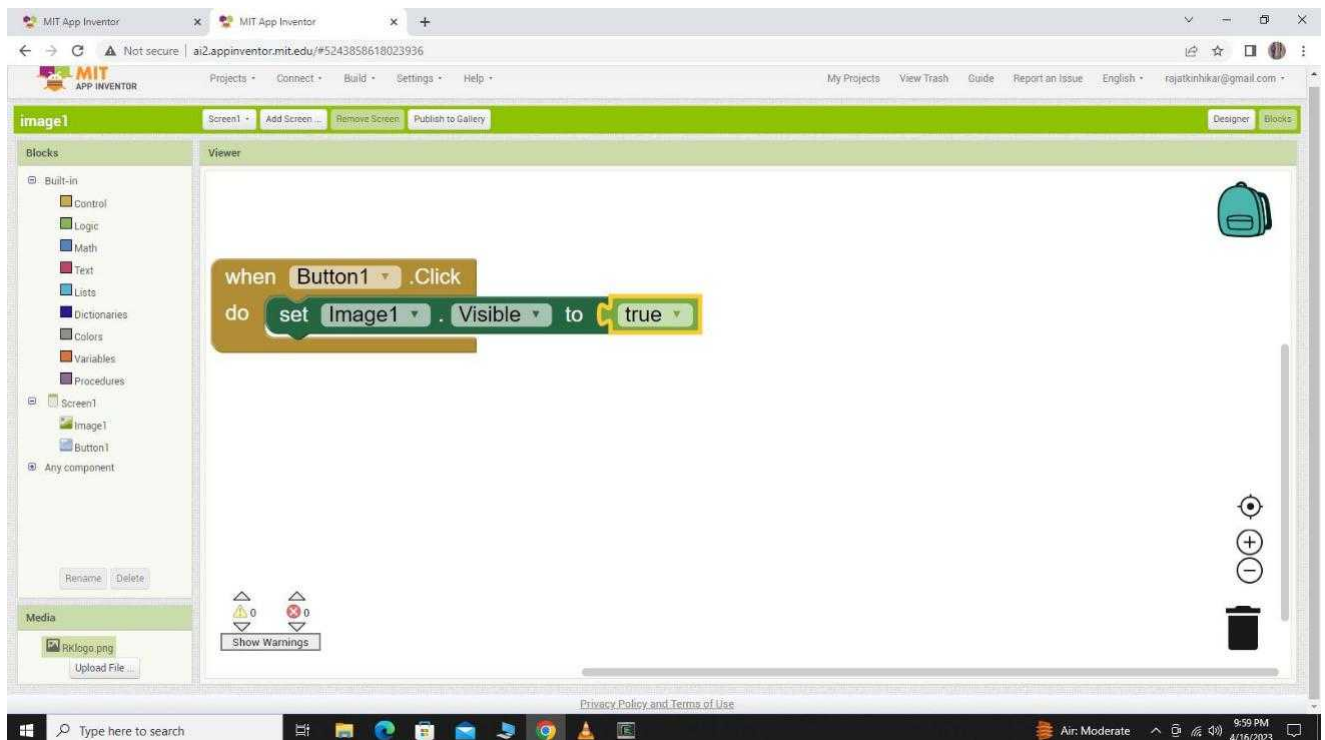 MIT App Inventor
MIT App Inventor
Not secure
ai2.appinventor.mit.edu/#5243858618023936
MIT
APP INVENTOR
Projects
Connect
Build
Settings
Help
My Projects
View Trash
Guide
Report an Issue
English
rajatkinhikar@gmail.com
image1
Screen1
Add Screen ...
Remove Screen
Publish to Gallery
Designer
Blocks
Blocks
Viewer
Built-in
Control
Logic
Math
Text
Lists
Dictionaries
Colors
Variables
Procedures
Screen1
Image1
Button1
Any component
Rename
Delete
Media
RKlogo.png
Upload File ...
when Button1 .Click
do set Image1 . Visible to true
0
0
Show Warnings
Privacy Policy and Terms of Use
Type here to search
Air: Moderate
9:59 PM
4/16/2023